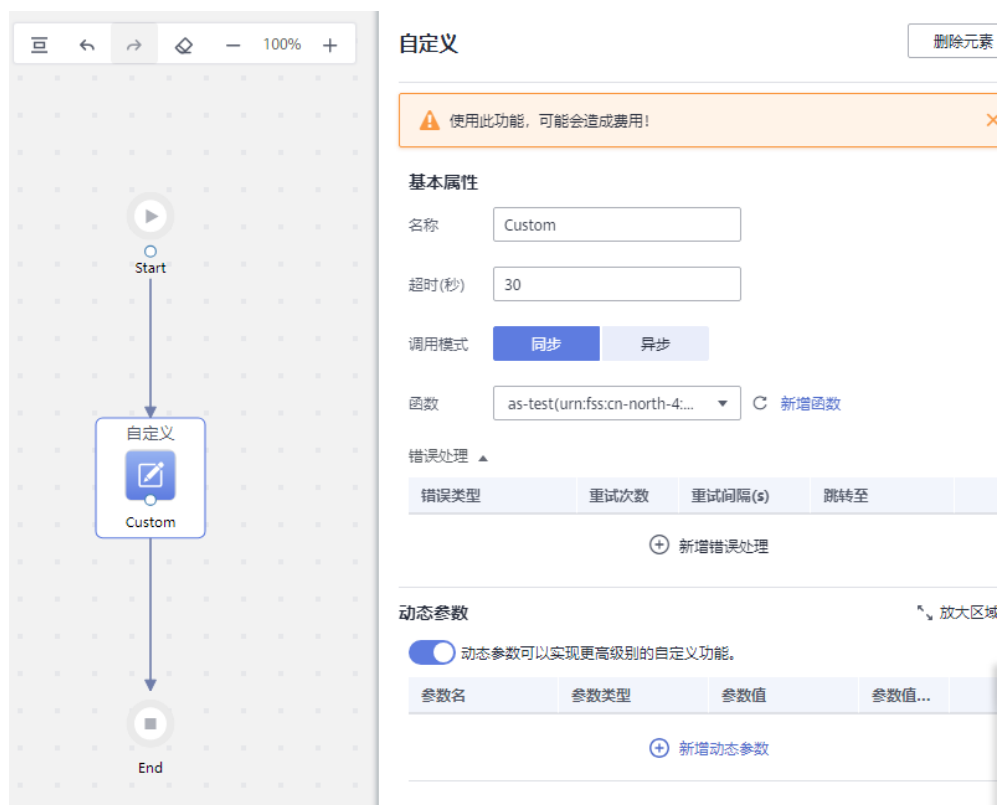 100%
Start
自定义
Custom
End
自定义
删除元素
使用此功能，可能会造成费用!
基本属性
名称
Custom
超时(秒)
30
调用模式
同步
异步
函数
as-test(urn:fss:cn-north-4:...
新增函数
错误处理
错误类型
重试次数
重试间隔(s)
跳转至
新增错误处理
动态参数
放大区域
动态参数可以实现更高级别的自定义功能。
参数名
参数类型
参数值
参数值...
新增动态参数